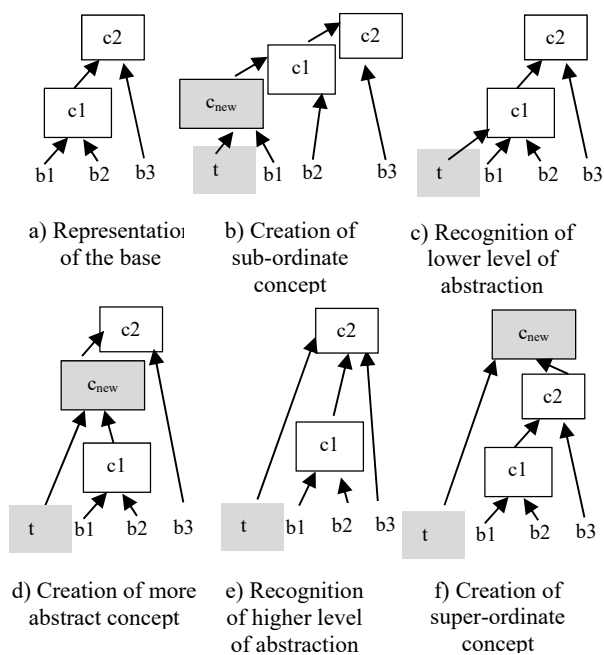 c2
c1
b1 b2 b3
a) Representation
of the base
c2
c1
cnew
t b1 b2 b3
b) Creation of
sub-ordinate
concept
c2
c1
t b1 b2 b3
c) Recognition of
lower level of
abstraction
c2
cnew
c1
t b1 b2 b3
d) Creation of more
abstract concept
c2
c1
t b1 b2 b3
e) Recognition
of higher level
of abstraction
cnew
c2
c1
t b1 b2 b3
f) Creation of
super-ordinate
concept